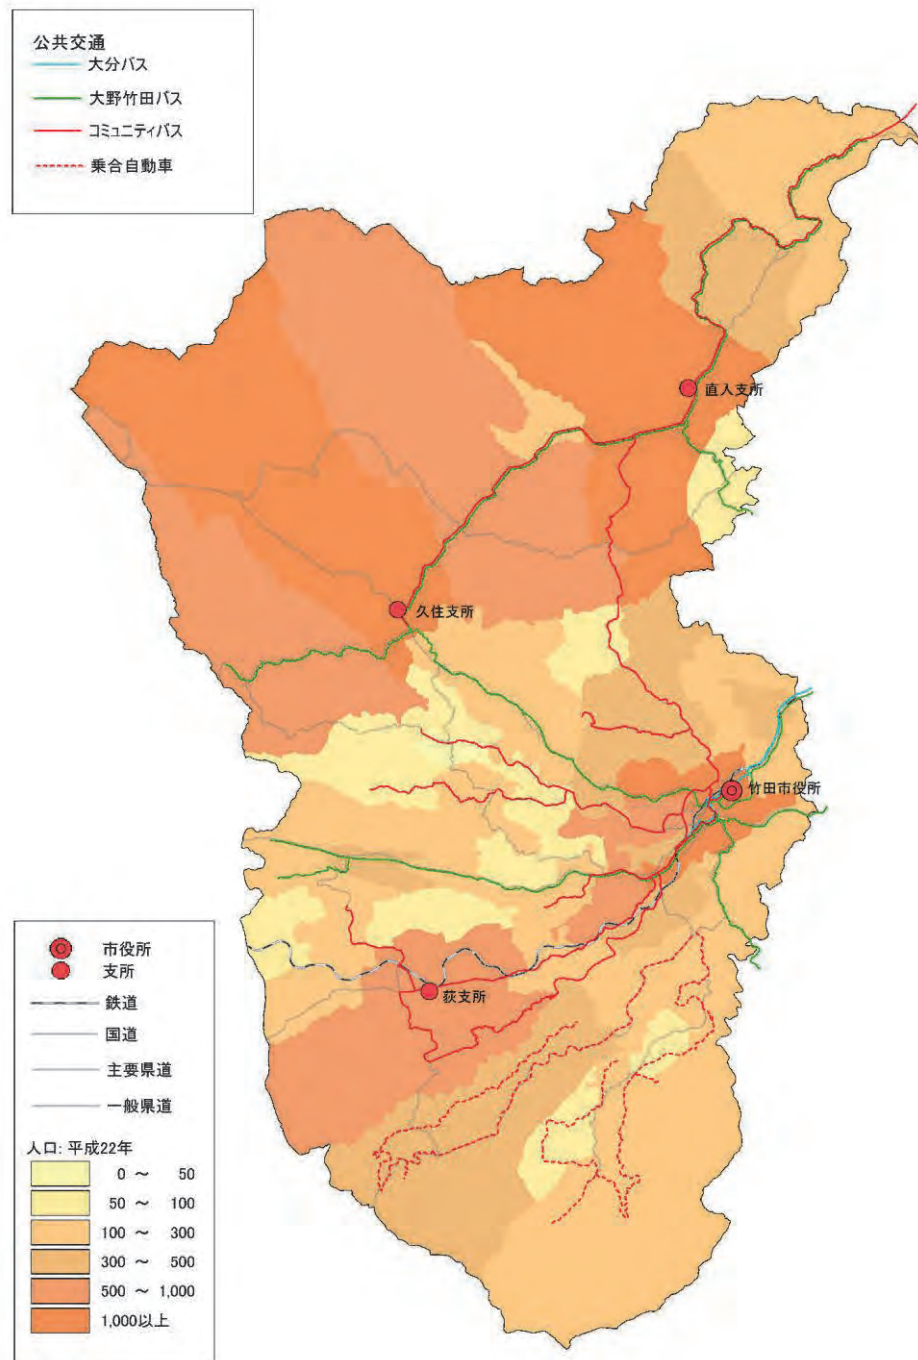 公共交通
大分バス
大野竹田バス
コミュニティバス
乗合自動車
直入支所
久住支所
竹田市役所
荻支所
市役所
支所
鉄道
国道
主要県道
一般県道
人口: 平成22年
0 ～ 50
50 ～ 100
100 ～ 300
300 ～ 500
500 ～ 1,000
1,000以上